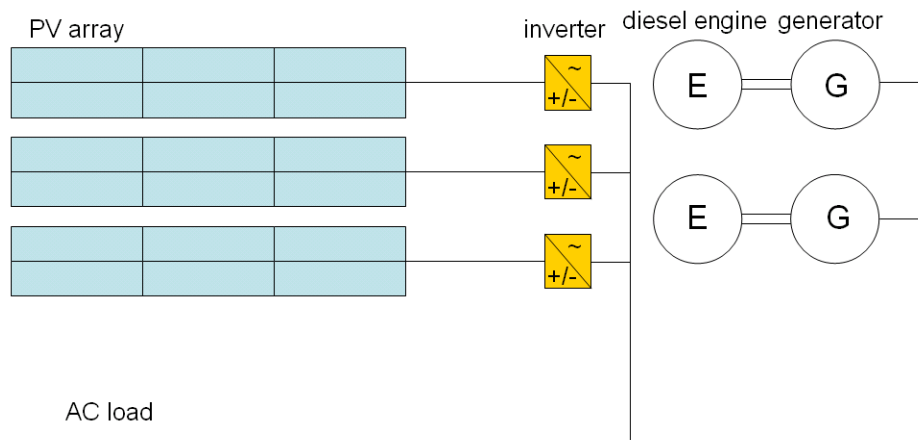 PV array
inverter
diesel engine
generator
~
+/-
E
G
~
+/-
E
G
~
+/-
AC load